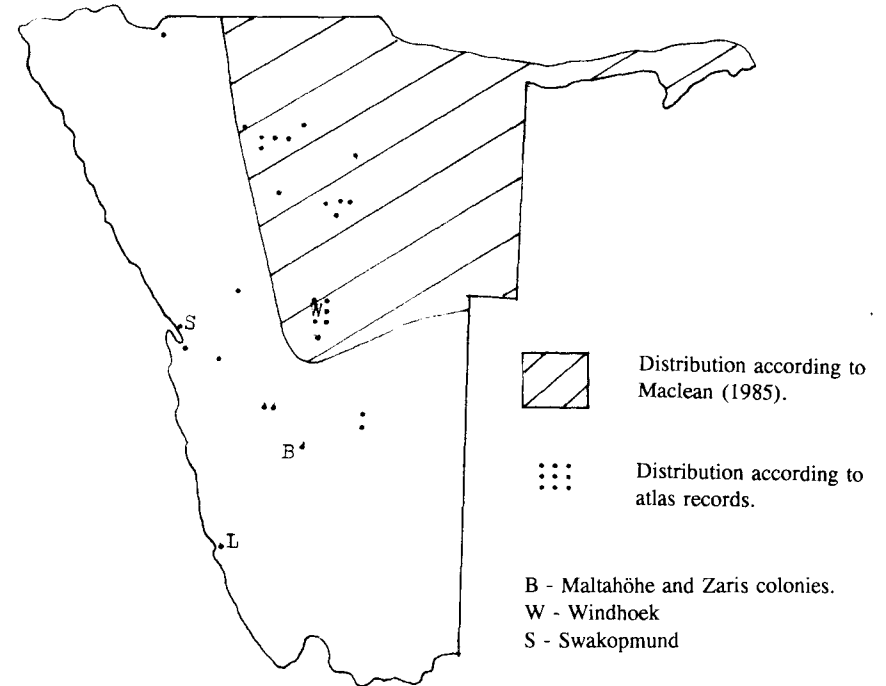 W
S
B
L
Distribution according to
Maclean (1985).
Distribution according to
atlas records.
B - Maltahöhe and Zaris colonies.
W - Windhoek
S - Swakopmund